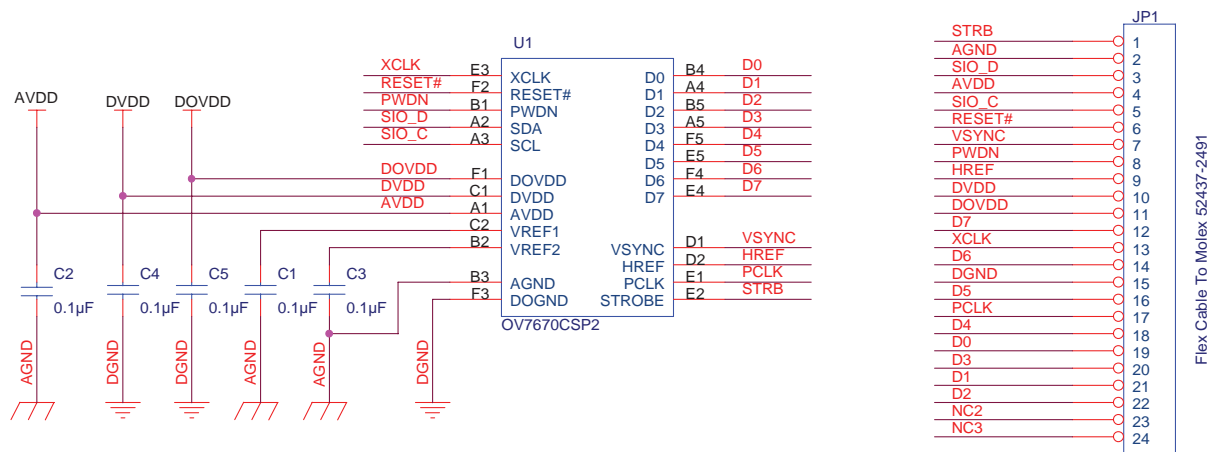 AVDD
DVDD
DOVDD
C2
0.1µF
C4
0.1µF
C5
0.1µF
C1
0.1µF
C3
0.1µF
AGND
DGND
DGND
AGND
AGND
DGND
U1
XCLK E3 XCLK
RESET# F2 RESET#
PWDN B1 PWDN
SIO_D A2 SDA
SIO_C A3 SCL
DOVDD F1 DOVDD
DVDD C1 DVDD
AVDD A1 AVDD
C2 VREF1
B2 VREF2
B3 AGND
F3 DOGND
D0 B4 D0
D1 A4 D1
D2 B5 D2
D3 A5 D3
D4 F5 D4
D5 E5 D5
D6 F4 D6
D7 E4 D7
VSYNC D1 VSYNC
HREF D2 HREF
PCLK E1 PCLK
STROBE E2 STRB
OV7670CSP2
JP1
STRB 1
AGND 2
SIO_D 3
AVDD 4
SIO_C 5
RESET# 6
VSYNC 7
PWDN 8
HREF 9
DVDD 10
DOVDD 11
D7 12
XCLK 13
D6 14
DGND 15
D5 16
PCLK 17
D4 18
D0 19
D3 20
D1 21
D2 22
NC2 23
NC3 24
Flex Cable To Molex 52437-2491